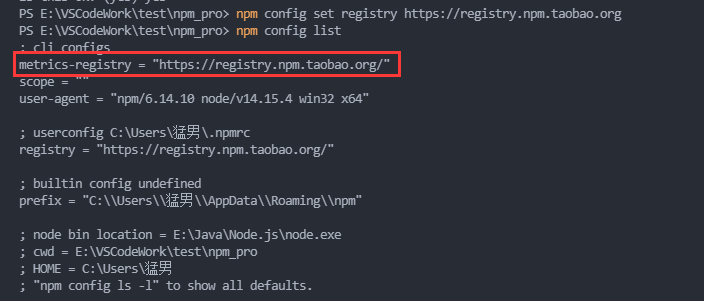 PS E:\VSCodeWork\test\npm_pro> npm config set registry https://registry.npm.taobao.org
PS E:\VSCodeWork\test\npm_pro> npm config list
; cli configs
metrics-registry = "https://registry.npm.taobao.org/"
scope = ""
user-agent = "npm/6.14.10 node/v14.15.4 win32 x64"
; userconfig C:\Users\猛男\.npmrc
registry = "https://registry.npm.taobao.org/"
; builtin config undefined
prefix = "C:\\Users\\猛男\\AppData\\Roaming\\npm"
; node bin location = E:\Java\Node.js\node.exe
; cwd = E:\VSCodeWork\test\npm_pro
; HOME = C:\Users\猛男
; "npm config ls -l" to show all defaults.